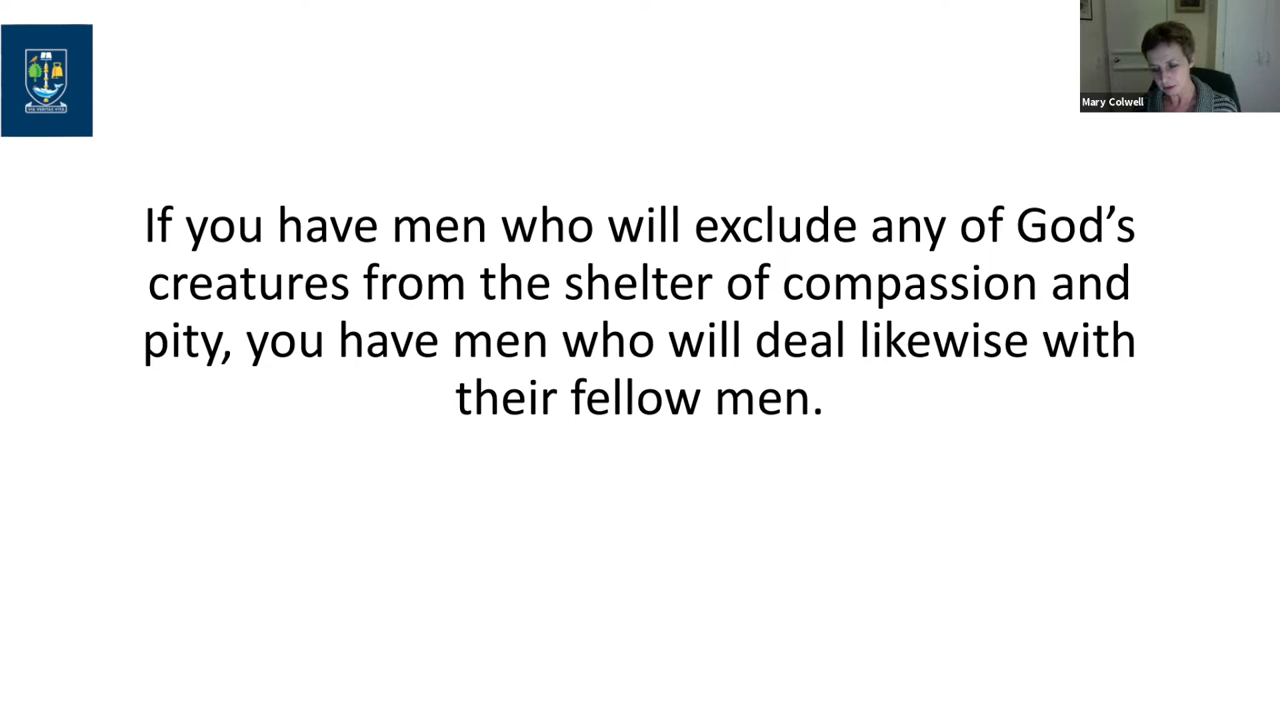 Mary Colwell
If you have men who will exclude any of God’s
creatures from the shelter of compassion and
pity, you have men who will deal likewise with
their fellow men.